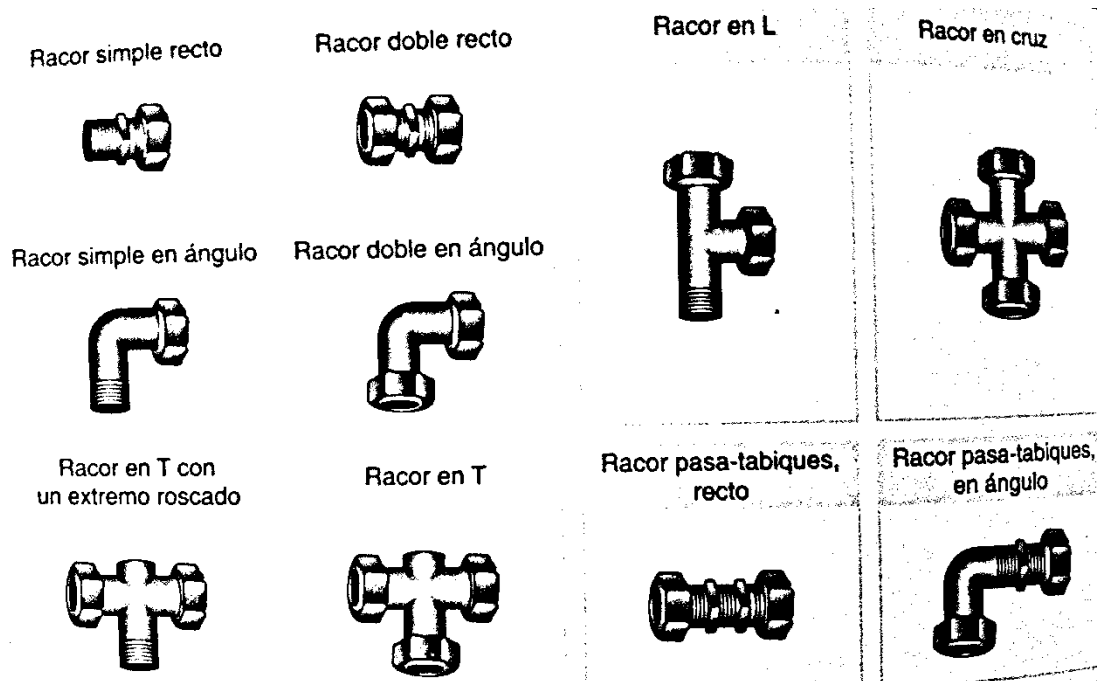 Racor simple recto
Racor doble recto
Racor en L
Racor en cruz
Racor simple en ángulo
Racor doble en ángulo
Racor en T con
un extremo roscado
Racor en T
Racor pasa-tabiques,
recto
Racor pasa-tabiques,
en ángulo